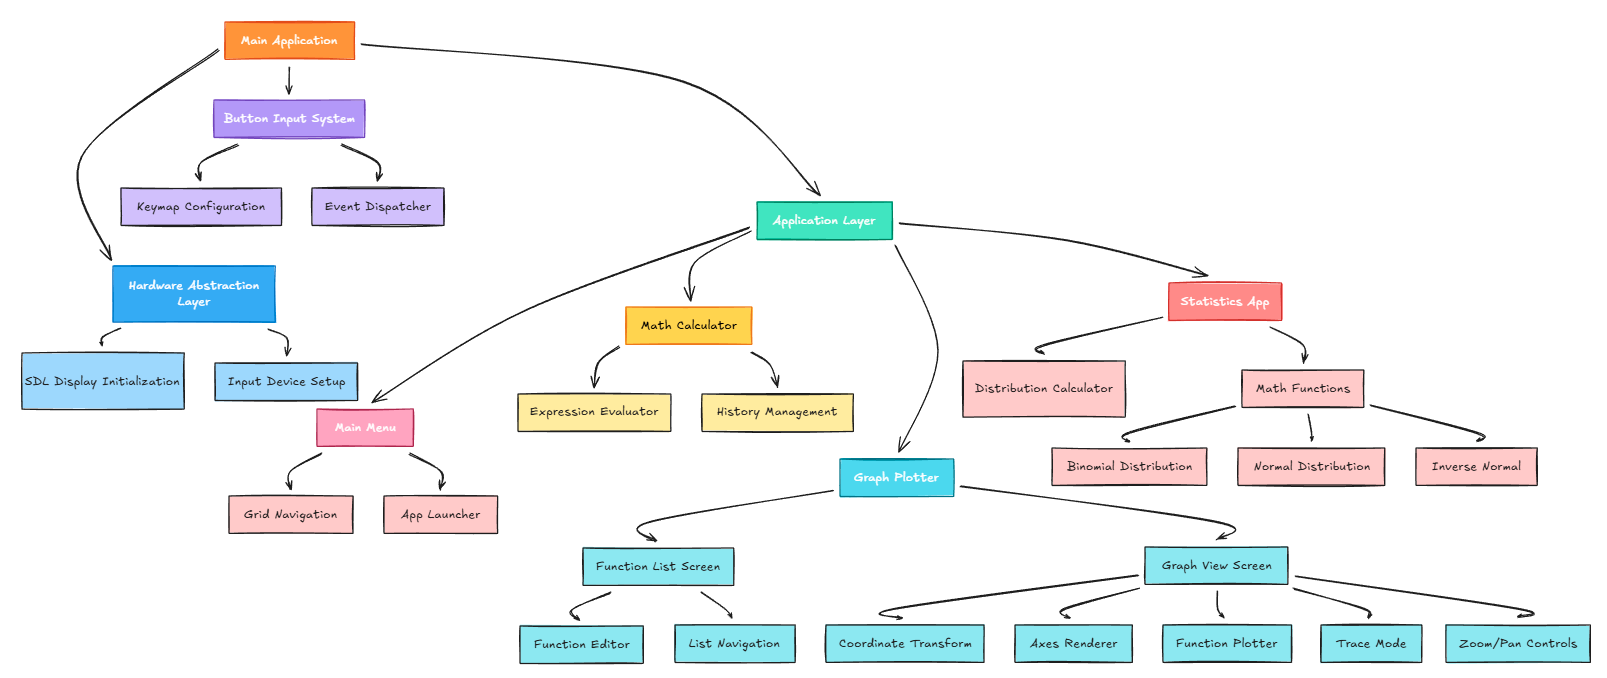 Main Application
Button Input System
Keymap Configuration
Event Dispatcher
Application Layer
Hardware Abstraction
Layer
Statistics App
Math Calculator
SDL Display Initialization
Input Device Setup
Distribution Calculator
Math Functions
Expression Evaluator
History Management
Main Menu
Binomial Distribution
Normal Distribution
Inverse Normal
Graph Plotter
Grid Navigation
App Launcher
Function List Screen
Graph View Screen
Function Editor
List Navigation
Coordinate Transform
Axes Renderer
Function Plotter
Trace Mode
Zoom/Pan Controls